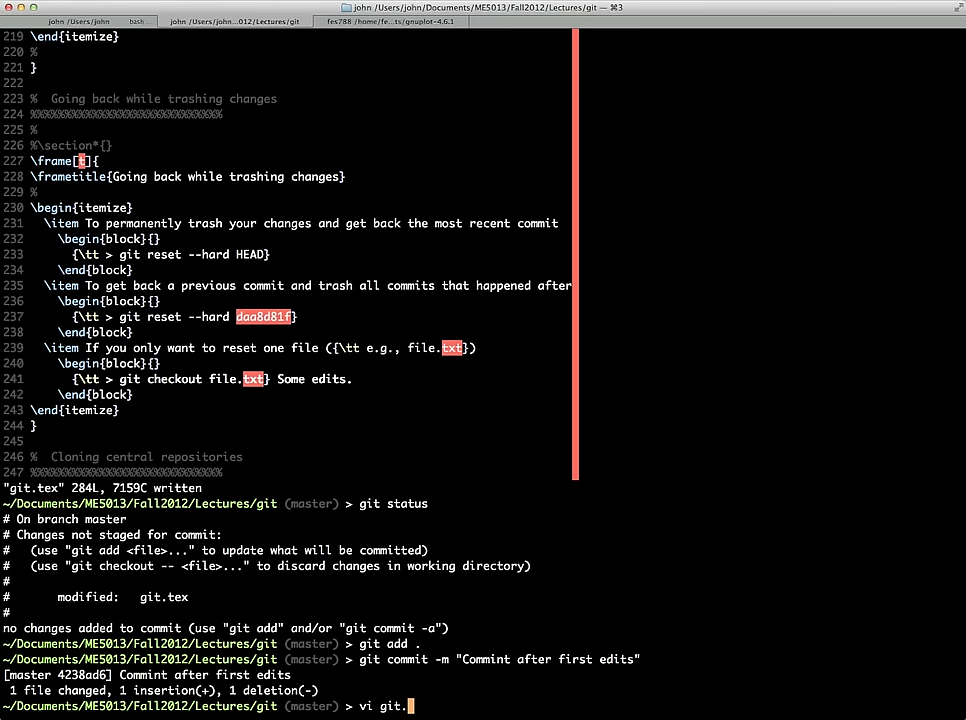 john /Users/john/Documents/ME5013/Fall2012/Lectures/git — ⌘3
john /Users/john bash... john /Users/john...012/Lectures/git fes788 /home/fe...ts/gnuplot-4.6.1
219 \end{itemize}
220 %
221 }
222
223 %  Going back while trashing changes
224 %%%%%%%%%%%%%%%%%%%%%%%%%%%%
225 %
226 %\section*{}
227 \frame[t]{
228 \frametitle{Going back while trashing changes}
229 %
230 \begin{itemize}
231   \item To permanently trash your changes and get back the most recent commit
232     \begin{block}{}
233       {\tt > git reset --hard HEAD}
234     \end{block}
235   \item To get back a previous commit and trash all commits that happened after
236     \begin{block}{}
237       {\tt > git reset --hard daa8d81f}
238     \end{block}
239   \item If you only want to reset one file ({\tt e.g., file.txt})
240     \begin{block}{}
241       {\tt > git checkout file.txt} Some edits.
242     \end{block}
243 \end{itemize}
244 }
245
246 %  Cloning central repositories
247 %%%%%%%%%%%%%%%%%%%%%%%%%%%%
"git.tex" 284L, 7159C written
~/Documents/ME5013/Fall2012/Lectures/git (master) > git status
# On branch master
# Changes not staged for commit:
#   (use "git add <file>..." to update what will be committed)
#   (use "git checkout -- <file>..." to discard changes in working directory)
#
#       modified:   git.tex
#
no changes added to commit (use "git add" and/or "git commit -a")
~/Documents/ME5013/Fall2012/Lectures/git (master) > git add .
~/Documents/ME5013/Fall2012/Lectures/git (master) > git commit -m "Commint after first edits"
[master 4238ad6] Commint after first edits
 1 file changed, 1 insertion(+), 1 deletion(-)
~/Documents/ME5013/Fall2012/Lectures/git (master) > vi git.